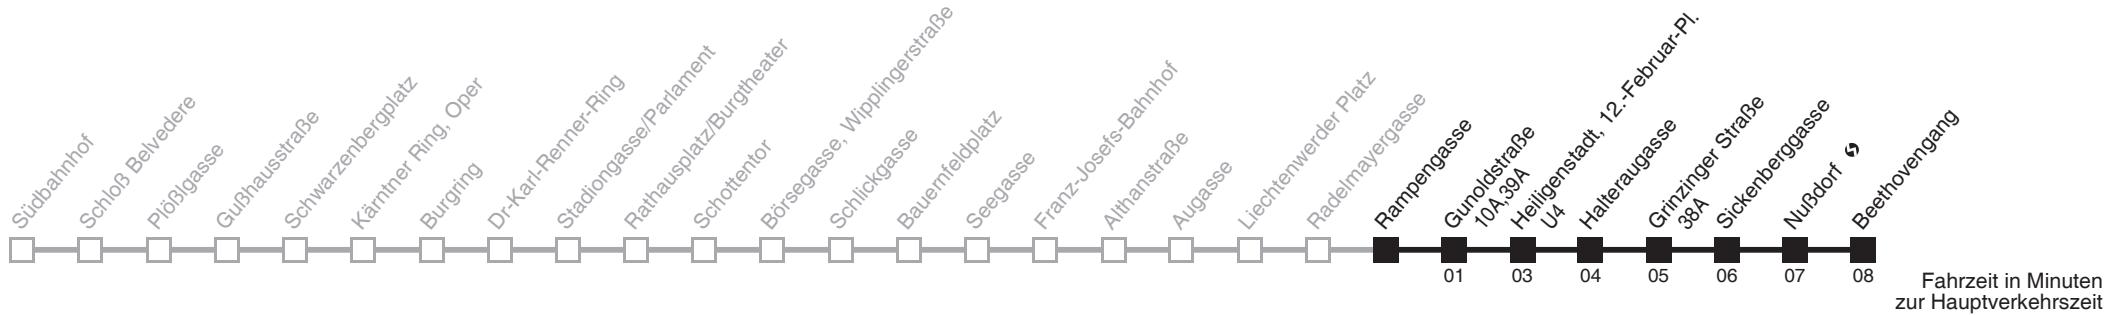 Südbahnhof
Schloß Belvedere
Plößlgasse
Gußhausstraße
Schwarzenbergplatz
Kärntner Ring, Oper
Burgring
Dr-Karl-Renner-Ring
Stadiongasse/Parlament
Rathausplatz/Burgtheater
Schottentor
Börsegasse, Wipplingerstraße
Schlickgasse
Bauernfeldplatz
Seegasse
Franz-Josefs-Bahnhof
Althanstraße
Augasse
Liechtenwerder Platz
Radelmayergasse
Rampengasse
Gunoldstraße
10A,39A
Heiligenstadt, 12.-Februar-Pl.
U4
Halteraugasse
Grinzinger Straße
38A
Sickenberggasse
Nußdorf
Beethovengang
01 03 04 05 06 07 08
Fahrzeit in Minuten
zur Hauptverkehrszeit